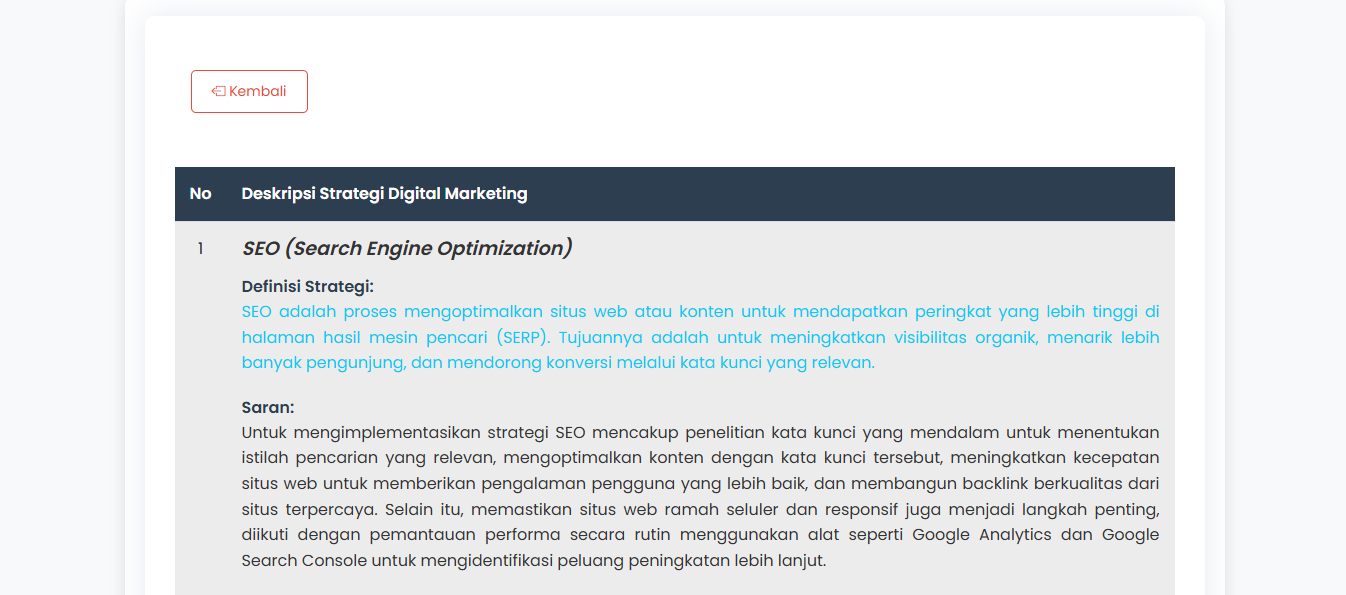 Kembali
No Deskripsi Strategi Digital Marketing
1 SEO (Search Engine Optimization)
Definisi Strategi:
SEO adalah proses mengoptimalkan situs web atau konten untuk mendapatkan peringkat yang lebih tinggi di
halaman hasil mesin pencari (SERP). Tujuannya adalah untuk meningkatkan visibilitas organik, menarik lebih
banyak pengunjung, dan mendorong konversi melalui kata kunci yang relevan.
Saran:
Untuk mengimplementasikan strategi SEO mencakup penelitian kata kunci yang mendalam untuk menentukan
istilah pencarian yang relevan, mengoptimalkan konten dengan kata kunci tersebut, meningkatkan kecepatan
situs web untuk memberikan pengalaman pengguna yang lebih baik, dan membangun backlink berkualitas dari
situs terpercaya. Selain itu, memastikan situs web ramah seluler dan responsif juga menjadi langkah penting,
diikuti dengan pemantauan performa secara rutin menggunakan alat seperti Google Analytics dan Google
Search Console untuk mengidentifikasi peluang peningkatan lebih lanjut.